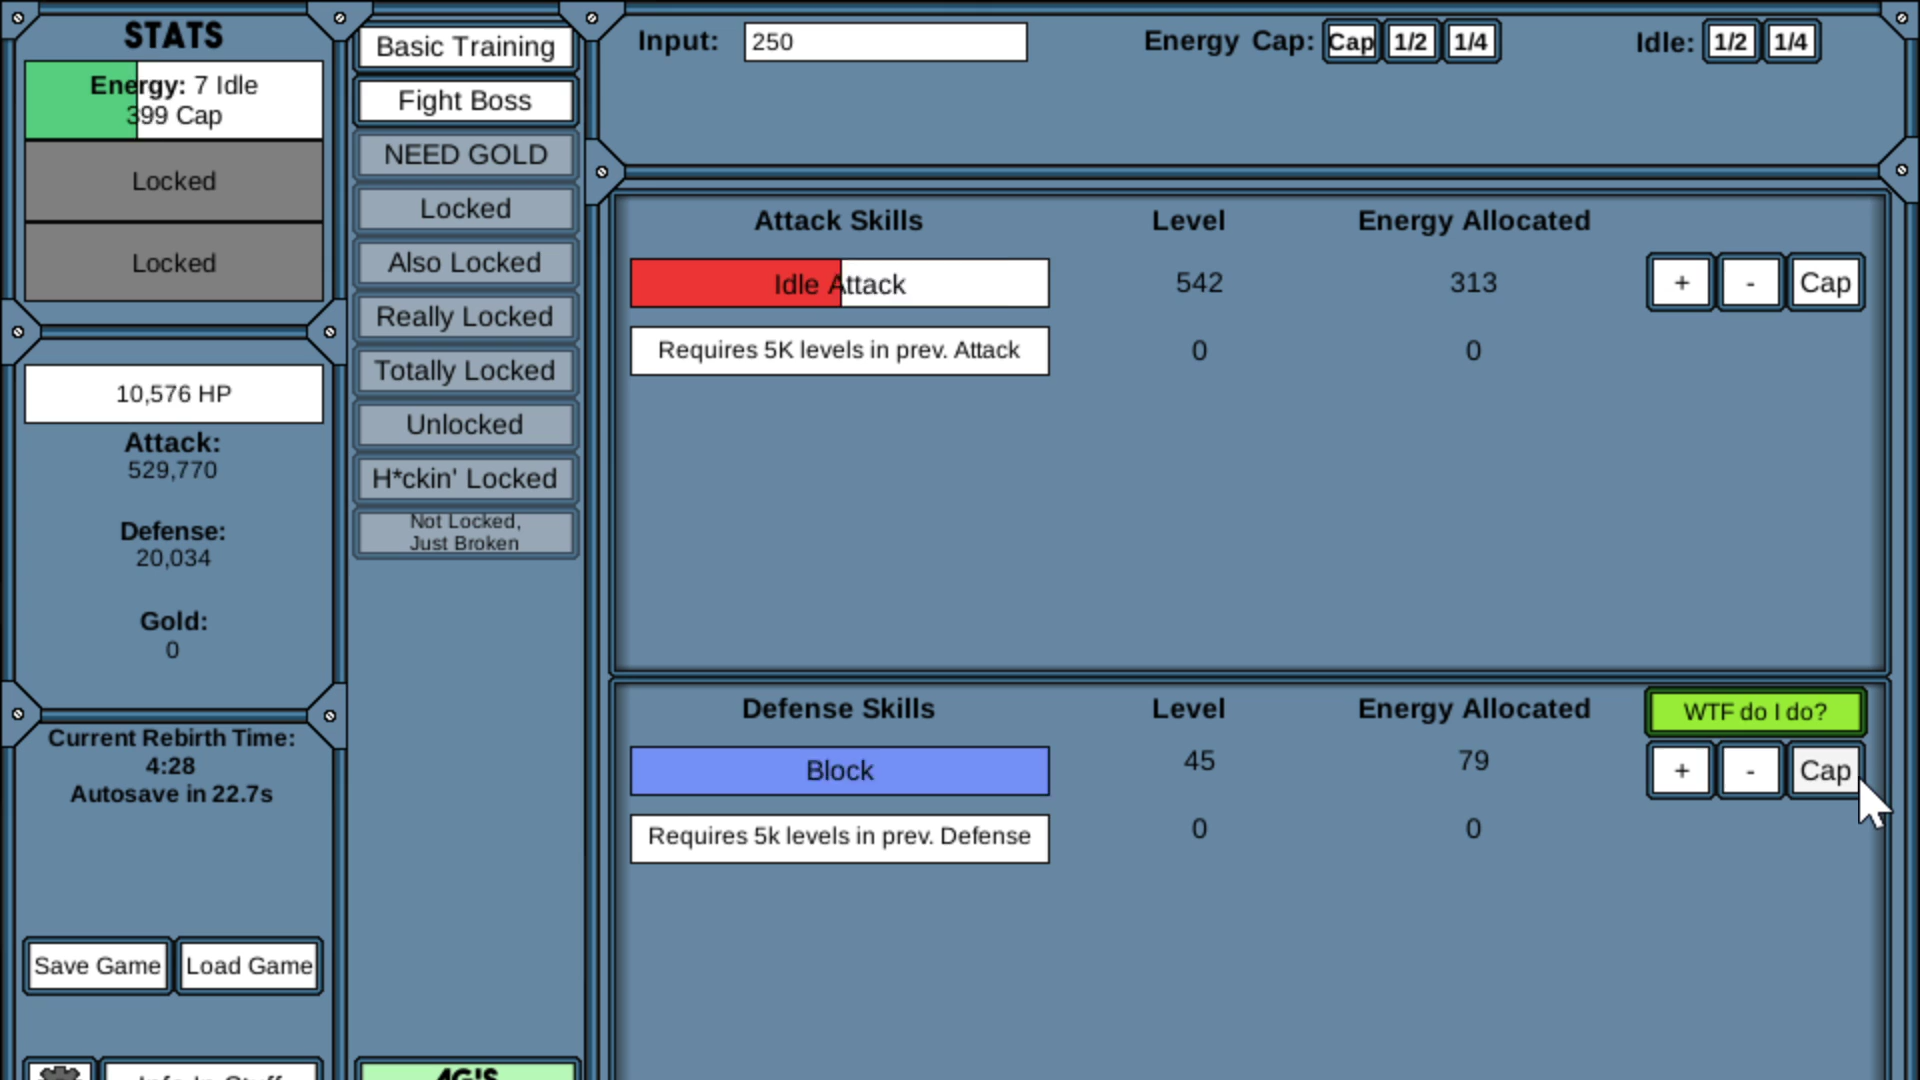 STATS
Energy: 7 Idle
399 Cap
Locked
Locked
10,576 HP
Attack:
529,770
Defense:
20,034
Gold:
0
Current Rebirth Time:
4:28
Autosave in 22.7s
Save Game
Load Game
Basic Training
Fight Boss
NEED GOLD
Locked
Also Locked
Really Locked
Totally Locked
Unlocked
H*ckin' Locked
Not Locked,
Just Broken
4G'S
Input: 250 Energy Cap: Cap 1/2 1/4 Idle: 1/2 1/4
Attack Skills Level Energy Allocated
Idle Attack 542 313 + - Cap
Requires 5K levels in prev. Attack 0 0
Defense Skills Level Energy Allocated WTF do I do?
Block 45 79 + - Cap
Requires 5k levels in prev. Defense 0 0